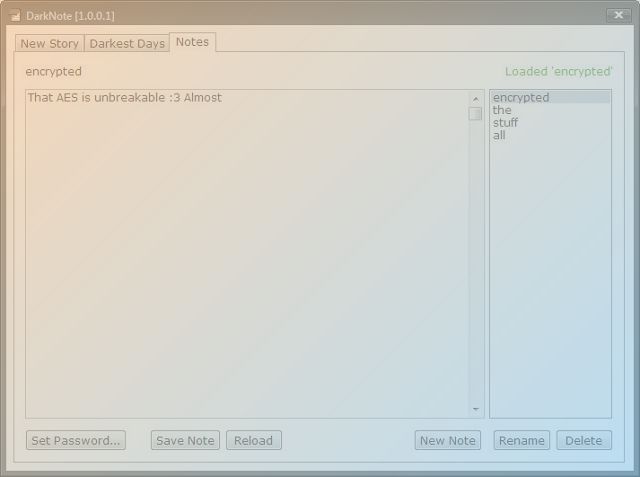 DarkNote [1.0.0.1]
New Story Darkest Days Notes
encrypted Loaded 'encrypted'
That AES is unbreakable :3 Almost
encrypted
the
stuff
all
Set Password... Save Note Reload New Note Rename Delete